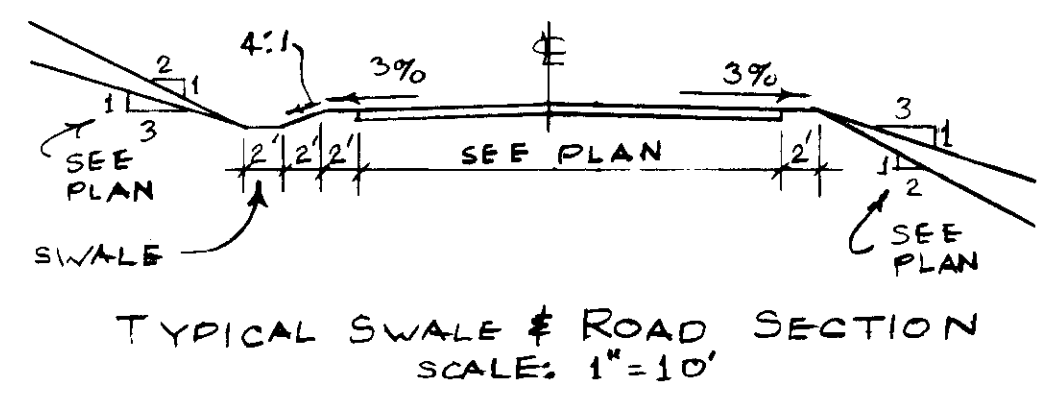 4:1
℄
3%
3%
2
1
1
3
SEE
PLAN
2' 2' 2' SEE PLAN 2'
3
1
1
2
SEE
PLAN
SWALE
TYPICAL SWALE & ROAD SECTION
SCALE: 1"=10'